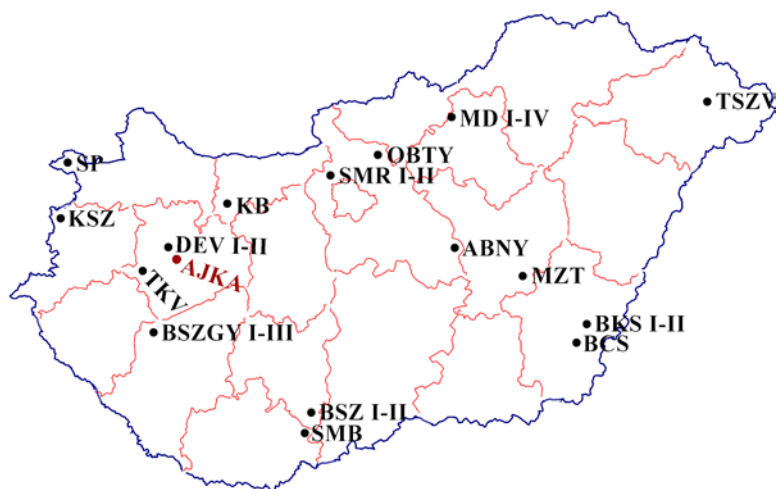 TSZV
MD I-IV
OBTY
SP
SMR I-II
KB
KSZ
DEV I-II
ABNY
AJKA
TKV
MZT
BKS I-II
BSZGY I-III
BCS
BSZ I-II
SMB